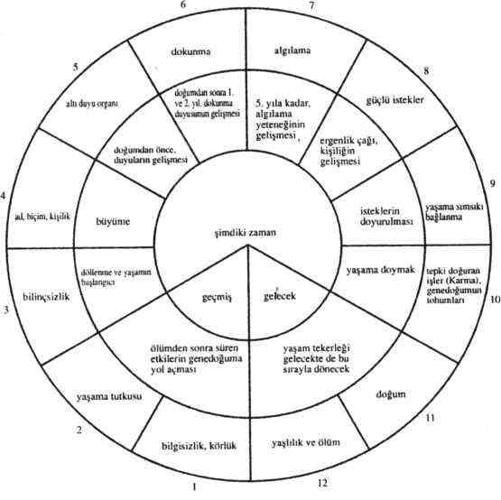 6
7
dokunma
algılama
5
8
doğumdan sonra 1.
ve 2. yıl. dokunma
duyusunun gelişmesi
5. yıla kadar,
algılama
yeteneğinin
gelişmesi,
altı duyu organı
güçlü istekler
doğumdan önce,
duyuların gelişmesi
ergenlik çağı,
kişiliğin
gelişmesi
4
9
ad, biçim, kişilik
büyüme
şimdiki zaman
isteklerin
doyurulması
yaşama sımsıkı
bağlanma
3
bilinçsizlik
döllenme ve yaşamın
başlangıcı
geçmiş
gelecek
yaşama doymak
tepki doğuran
işler (Karma),
genedoğumun
tohumları
10
ölümden sonra süren
etkilerin genedoğuma
yol açması
yaşam tekerleği
gelecekte de bu
sırayla dönecek
yaşama tutkusu
doğum
2
11
bilgisizlik, körlük
yaşlılık ve ölüm
1
12